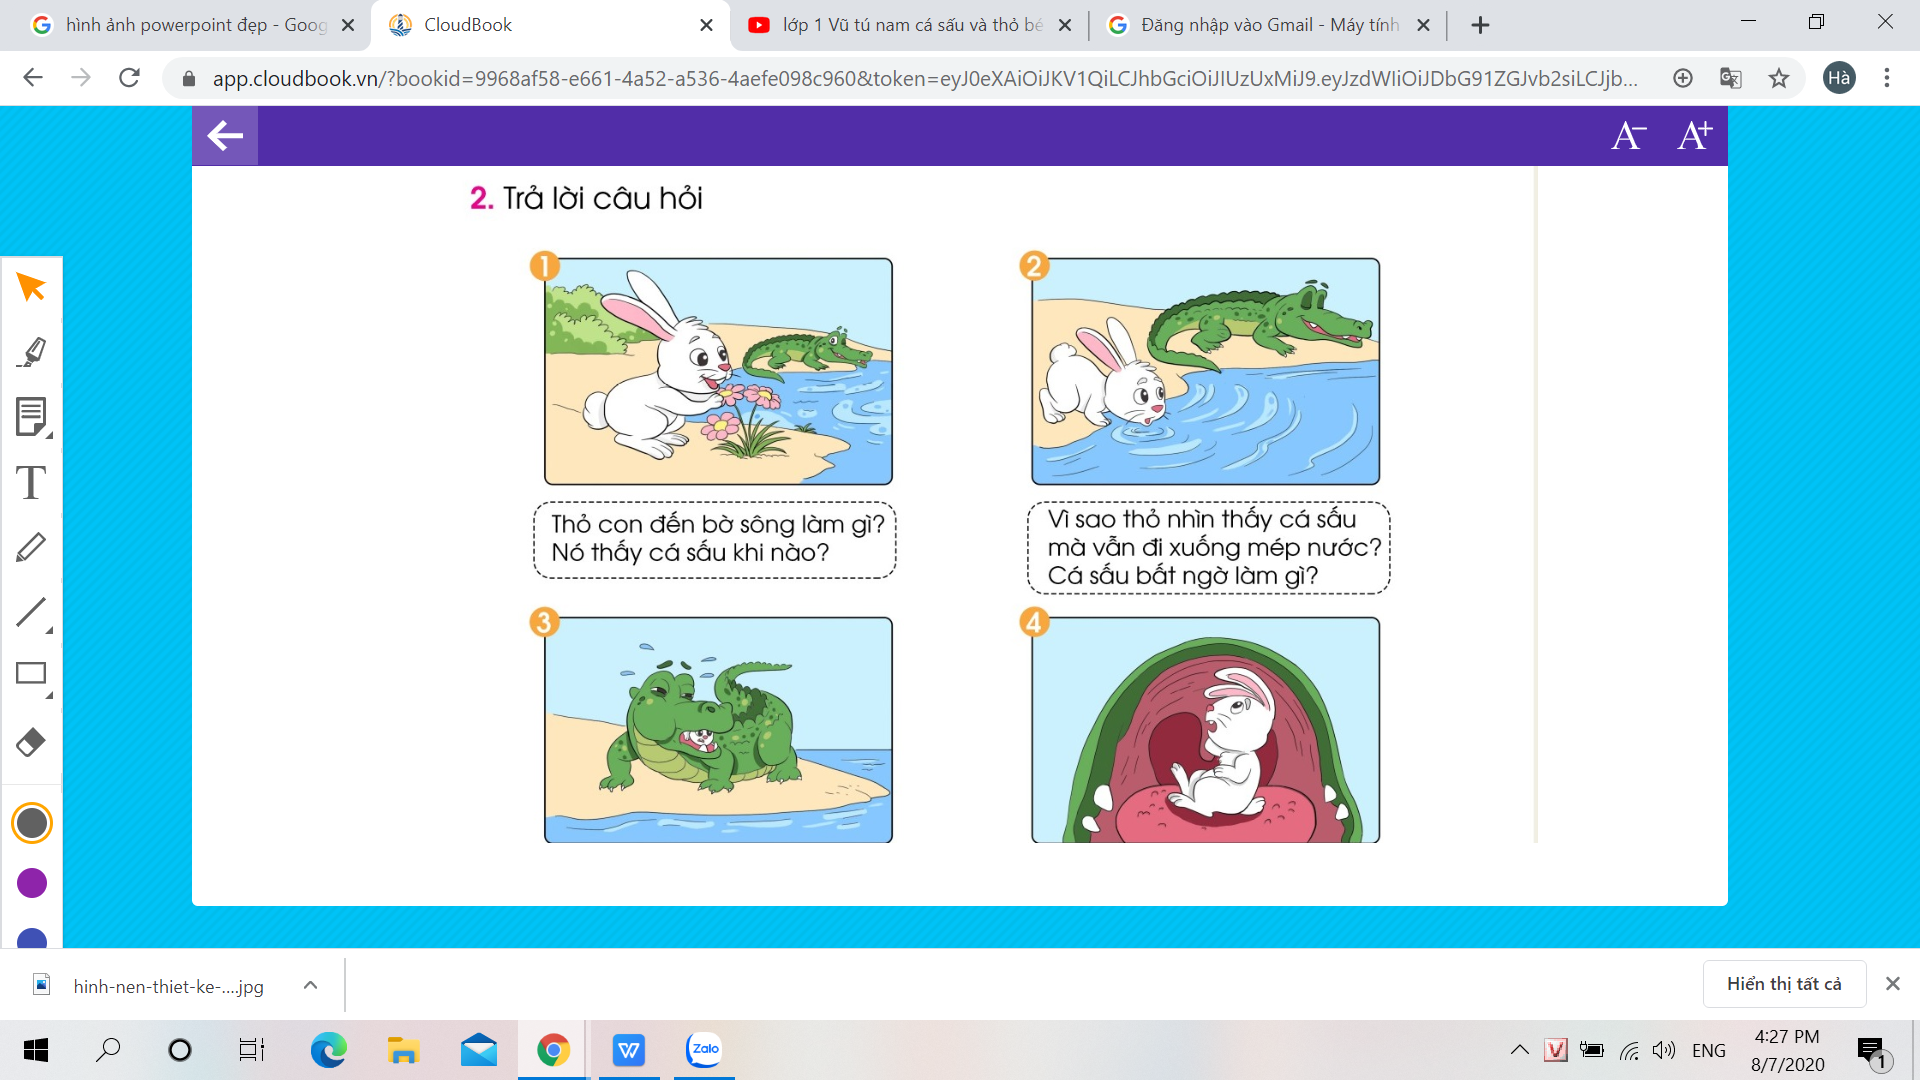 hình ảnh powerpoint đẹp - Goog
CloudBook
lớp 1 Vũ tú nam cá sấu và thỏ bé
Đăng nhập vào Gmail - Máy tính
app.cloudbook.vn/?bookid=9968af58-e661-4a52-a536-4aefe098c960&token=eyJ0eXAiOiJKV1QiLCJhbGciOiJIUzUxMiJ9.eyJzdWIiOiJDbG91ZGJvb2siLCJjb...
Hà
A− A+
2. Trả lời câu hỏi
1
2
Thỏ con đến bờ sông làm gì?
Nó thấy cá sấu khi nào?
Vì sao thỏ nhìn thấy cá sấu
mà vẫn đi xuống mép nước?
Cá sấu bất ngờ làm gì?
3
4
T
hinh-nen-thiet-ke-....jpg
Hiển thị tất cả
W
Zalo
V
ENG
4:27 PM
8/7/2020
1